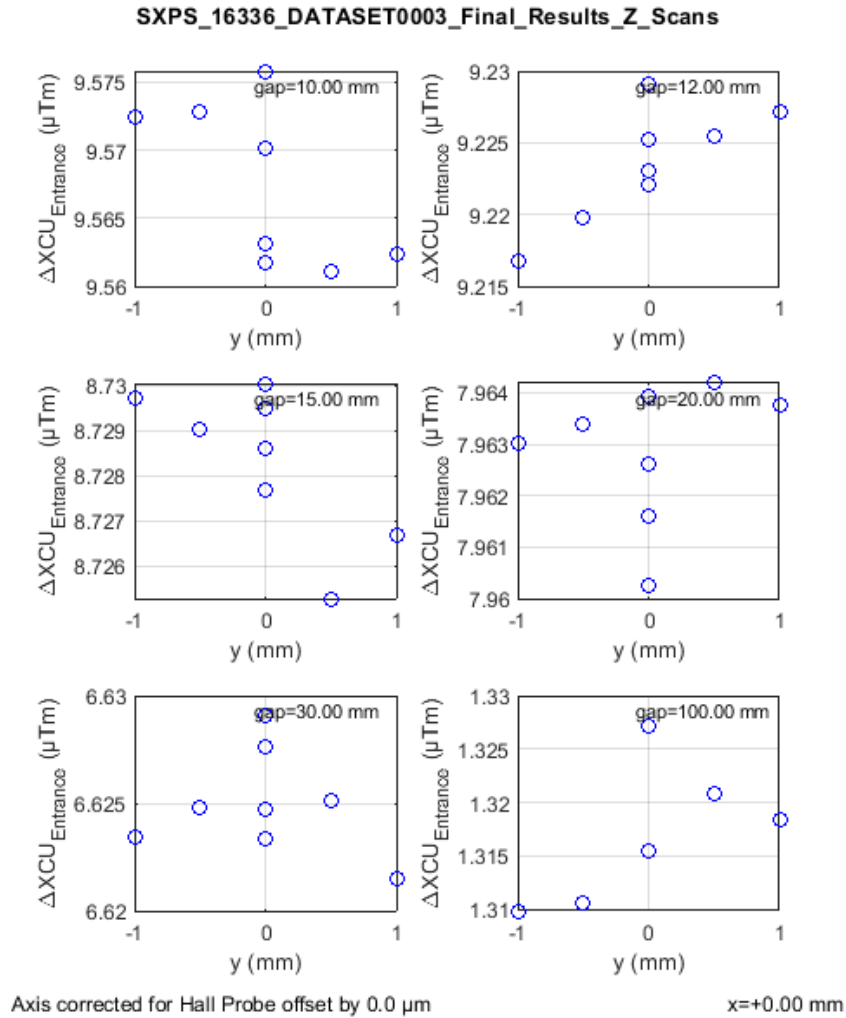 SXPS_16336_DATASET0003_Final_Results_Z_Scans
ΔXCU_Entrance (μTm)
9.575
9.57
9.565
9.56
gap=10.00 mm
-1 0 1
y (mm)
ΔXCU_Entrance (μTm)
9.23
9.225
9.22
9.215
gap=12.00 mm
-1 0 1
y (mm)
ΔXCU_Entrance (μTm)
8.73
8.729
8.728
8.727
8.726
gap=15.00 mm
-1 0 1
y (mm)
ΔXCU_Entrance (μTm)
7.964
7.963
7.962
7.961
7.96
gap=20.00 mm
-1 0 1
y (mm)
ΔXCU_Entrance (μTm)
6.63
6.625
6.62
gap=30.00 mm
-1 0 1
y (mm)
ΔXCU_Entrance (μTm)
1.33
1.325
1.32
1.315
1.31
gap=100.00 mm
-1 0 1
y (mm)
Axis corrected for Hall Probe offset by 0.0 μm
x=+0.00 mm